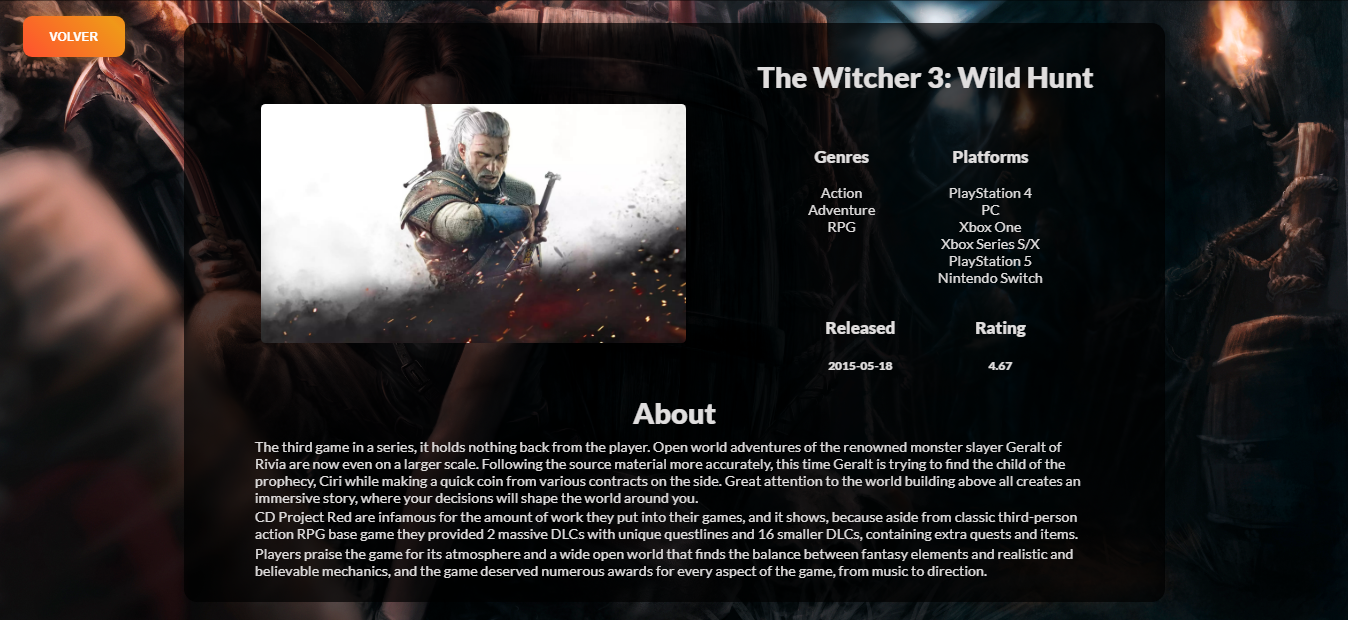 VOLVER
The Witcher 3: Wild Hunt
Genres
Action
Adventure
RPG
Platforms
PlayStation 4
PC
Xbox One
Xbox Series S/X
PlayStation 5
Nintendo Switch
Released
2015-05-18
Rating
4.67
About
The third game in a series, it holds nothing back from the player. Open world adventures of the renowned monster slayer Geralt of
Rivia are now even on a larger scale. Following the source material more accurately, this time Geralt is trying to find the child of the
prophecy, Ciri while making a quick coin from various contracts on the side. Great attention to the world building above all creates an
immersive story, where your decisions will shape the world around you.
CD Project Red are infamous for the amount of work they put into their games, and it shows, because aside from classic third-person
action RPG base game they provided 2 massive DLCs with unique questlines and 16 smaller DLCs, containing extra quests and items.
Players praise the game for its atmosphere and a wide open world that finds the balance between fantasy elements and realistic and
believable mechanics, and the game deserved numerous awards for every aspect of the game, from music to direction.